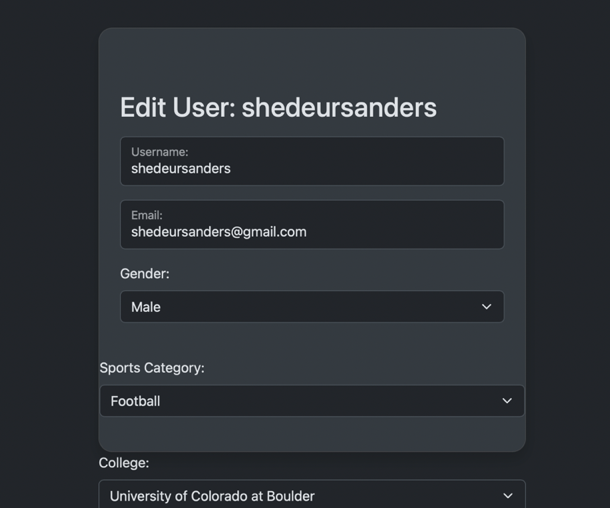 Edit User: shedeursanders
Username:
shedeursanders
Email:
shedeursanders@gmail.com
Gender:
Male
Sports Category:
Football
College:
University of Colorado at Boulder